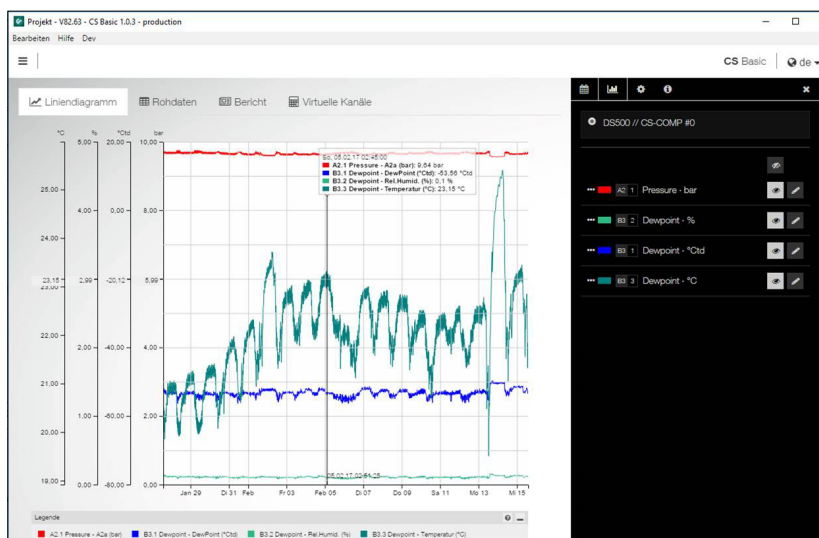 Projekt - V82.63 - CS Basic 1.0.3 - production
Bearbeiten Hilfe Dev
CS Basic de
Liniendiagramm Rohdaten Bericht Virtuelle Kanäle
°C % °Ctd bar
5,00 20,00 10,00
25,00
24,00
23,15
22,00
21,00
20,00
19,00
2,99
2,00
1,00
0,00
0,00
-20,12
-40,00
-60,00
-80,00
8,00
4,00
2,00
0,00
05.02.17 02:45:00
A2.1 Pressure - A2a (bar): 9,64 bar
B3.1 Dewpoint - DewPoint (°Ctd): -53,56 °Ctd
B3.2 Dewpoint - Rel.Humid. (%): 0,1 %
B3.3 Dewpoint - Temperatur (°C): 23,15 °C
Jan 29 Di 31 Feb Fr 03 Feb 05 Di 07 Do 09 Sa 11 Mo 13 Mi 15
Legende
A2.1 Pressure - A2a (bar) B3.1 Dewpoint - DewPoint (°Ctd) B3.2 Dewpoint - Rel.Humid. (%) B3.3 Dewpoint - Temperatur (°C)
DS500 // CS-COMP #0
A2 1 Pressure - bar
B3 2 Dewpoint - %
B3 1 Dewpoint - °Ctd
B3 3 Dewpoint - °C